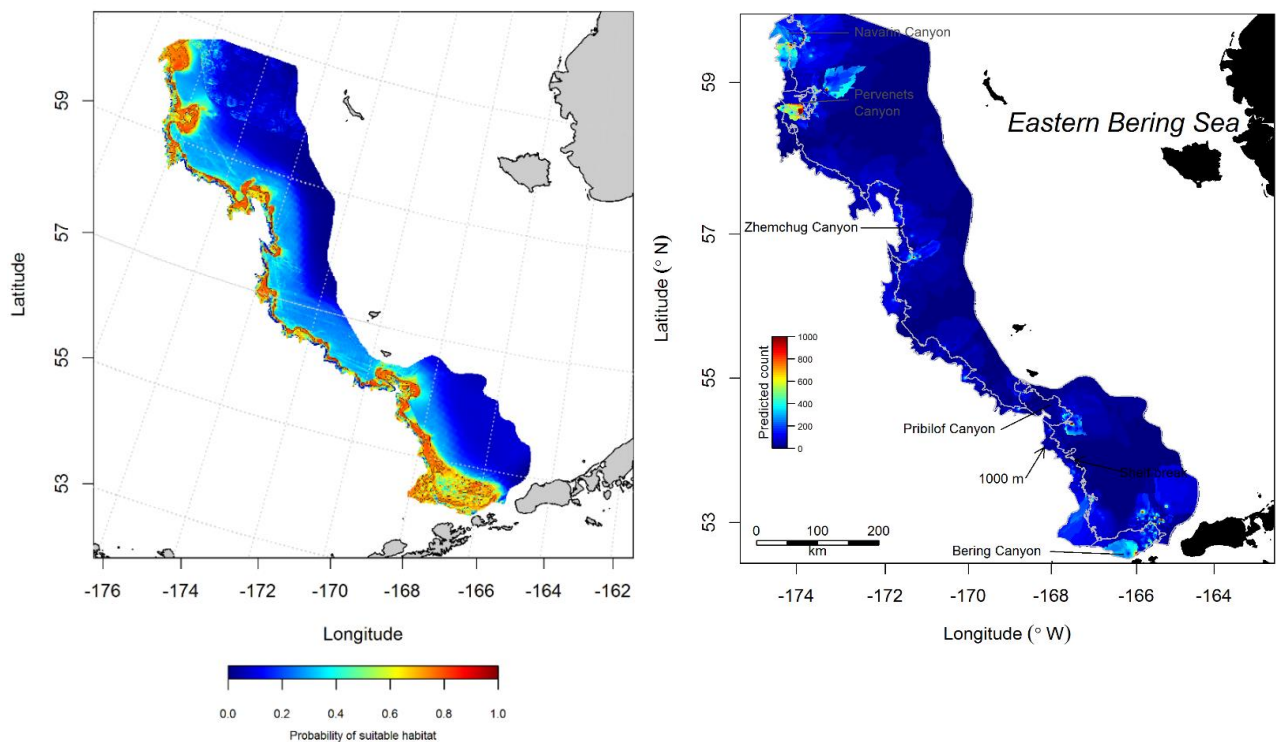 Latitude
59
57
55
53
-176
-174
-172
-170
-168
-166
-165
-164
-162
-161
Longitude
0.0
0.2
0.4
0.6
0.8
1.0
Probability of suitable habitat
Navarin Canyon
Pervenets
Canyon
Eastern Bering Sea
Zhemchug Canyon
Latitude (° N)
59
57
55
53
Predicted count
1000
800
600
400
200
0
Pribilof Canyon
1000 m
Shelf break
0
100
200
km
Bering Canyon
-174
-172
-170
-168
-166
-164
Longitude (° W)